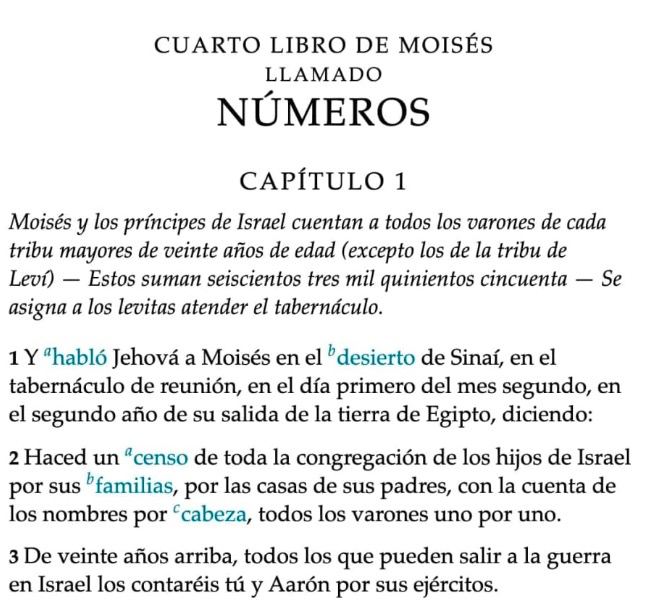 CUARTO LIBRO DE MOISÉS
LLAMADO
NÚMEROS
CAPÍTULO 1
Moisés y los príncipes de Israel cuentan a todos los varones de cada
tribu mayores de veinte años de edad (excepto los de la tribu de
Leví) — Estos suman seiscientos tres mil quinientos cincuenta — Se
asigna a los levitas atender el tabernáculo.
1 Y ahabló Jehová a Moisés en el bdesierto de Sinaí, en el
tabernáculo de reunión, en el día primero del mes segundo, en
el segundo año de su salida de la tierra de Egipto, diciendo:
2 Haced un acenso de toda la congregación de los hijos de Israel
por sus bfamilias, por las casas de sus padres, con la cuenta de
los nombres por ccabeza, todos los varones uno por uno.
3 De veinte años arriba, todos los que pueden salir a la guerra
en Israel los contaréis tú y Aarón por sus ejércitos.